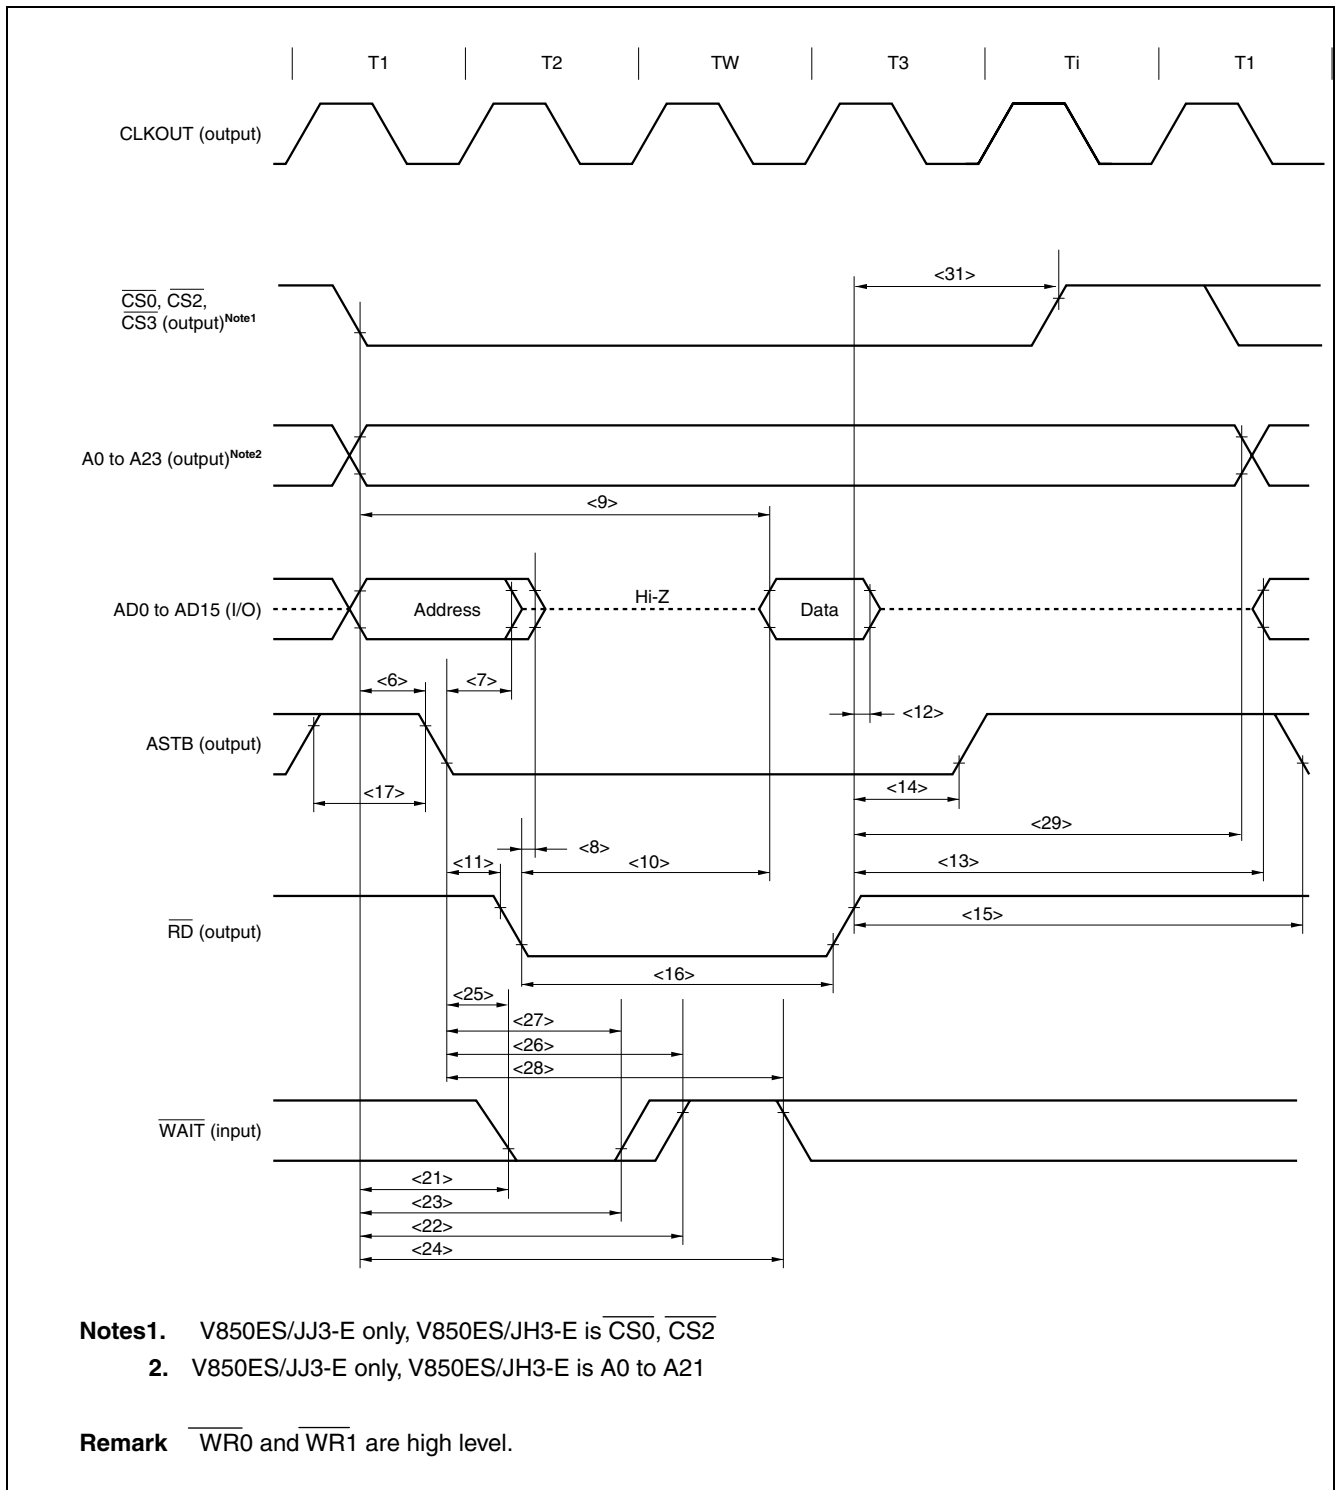 T1 T2 TW T3 Ti T1
CLKOUT (output)
<31>
CS0, CS2,
CS3 (output)Note1
A0 to A23 (output)Note2
<9>
AD0 to AD15 (I/O)
Address
Hi-Z
Data
<6> <7>
<12>
ASTB (output)
<17>
<14>
<29>
<8>
<11> <10> <13>
<15>
RD (output)
<16>
<25>
<27>
<26>
<28>
WAIT (input)
<21>
<23>
<22>
<24>
Notes1. V850ES/JJ3-E only, V850ES/JH3-E is CS0, CS2
2. V850ES/JJ3-E only, V850ES/JH3-E is A0 to A21
Remark WR0 and WR1 are high level.